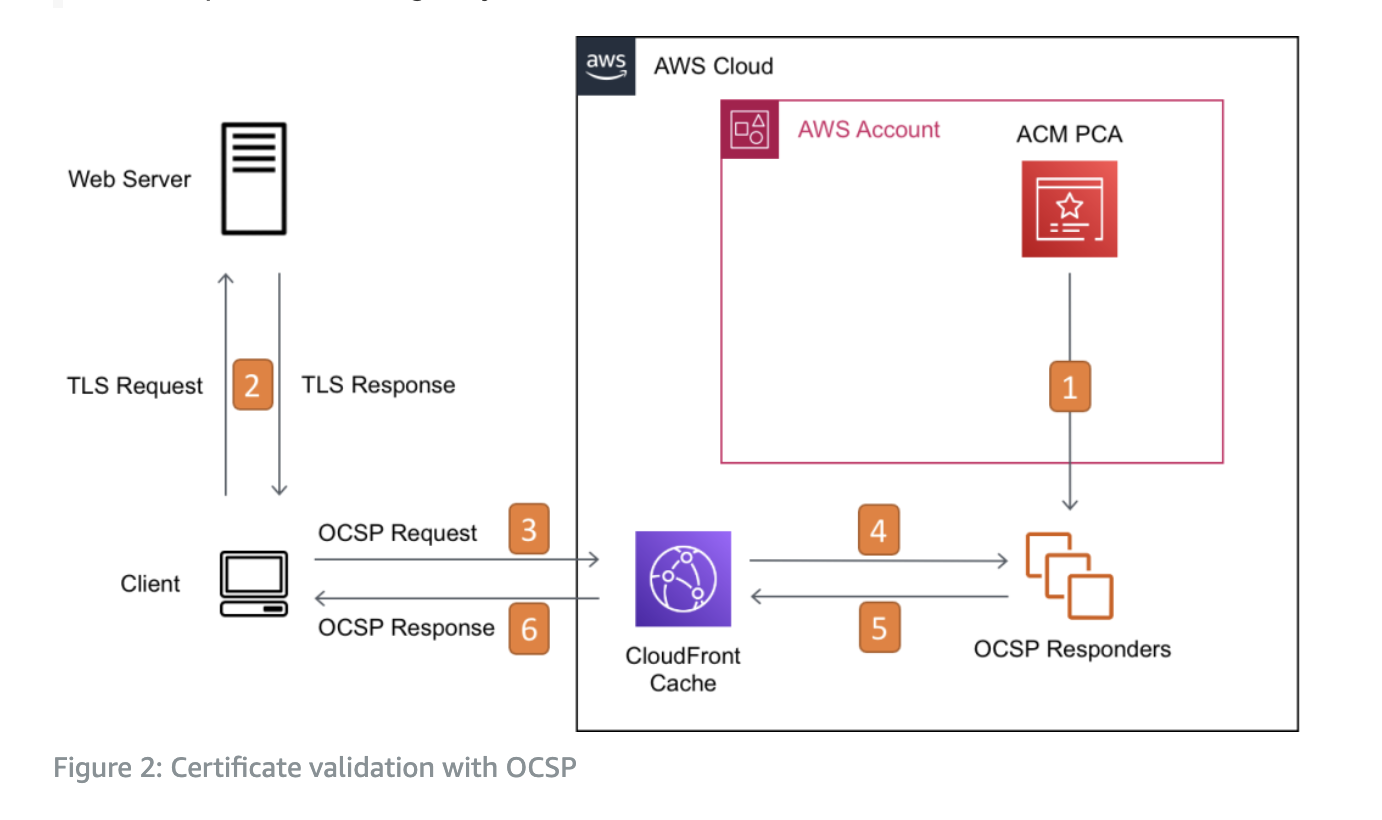 aws
AWS Cloud
AWS Account
ACM PCA
Web Server
TLS Request
2
TLS Response
1
OCSP Request
3
4
Client
OCSP Response
6
5
CloudFront
Cache
OCSP Responders
Figure 2: Certificate validation with OCSP